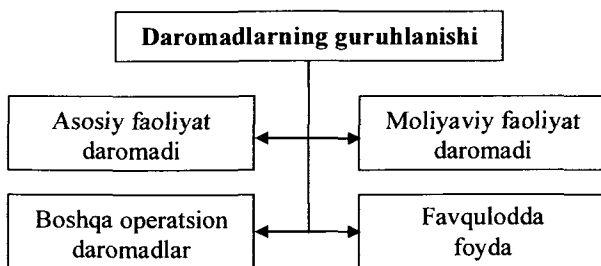 Daromadlarning guruhlanishi
Asosiy faoliyat
daromadi
Moliyaviy faoliyat
daromadi
Boshqa operatsion
daromadlar
Favqulodda
foyda